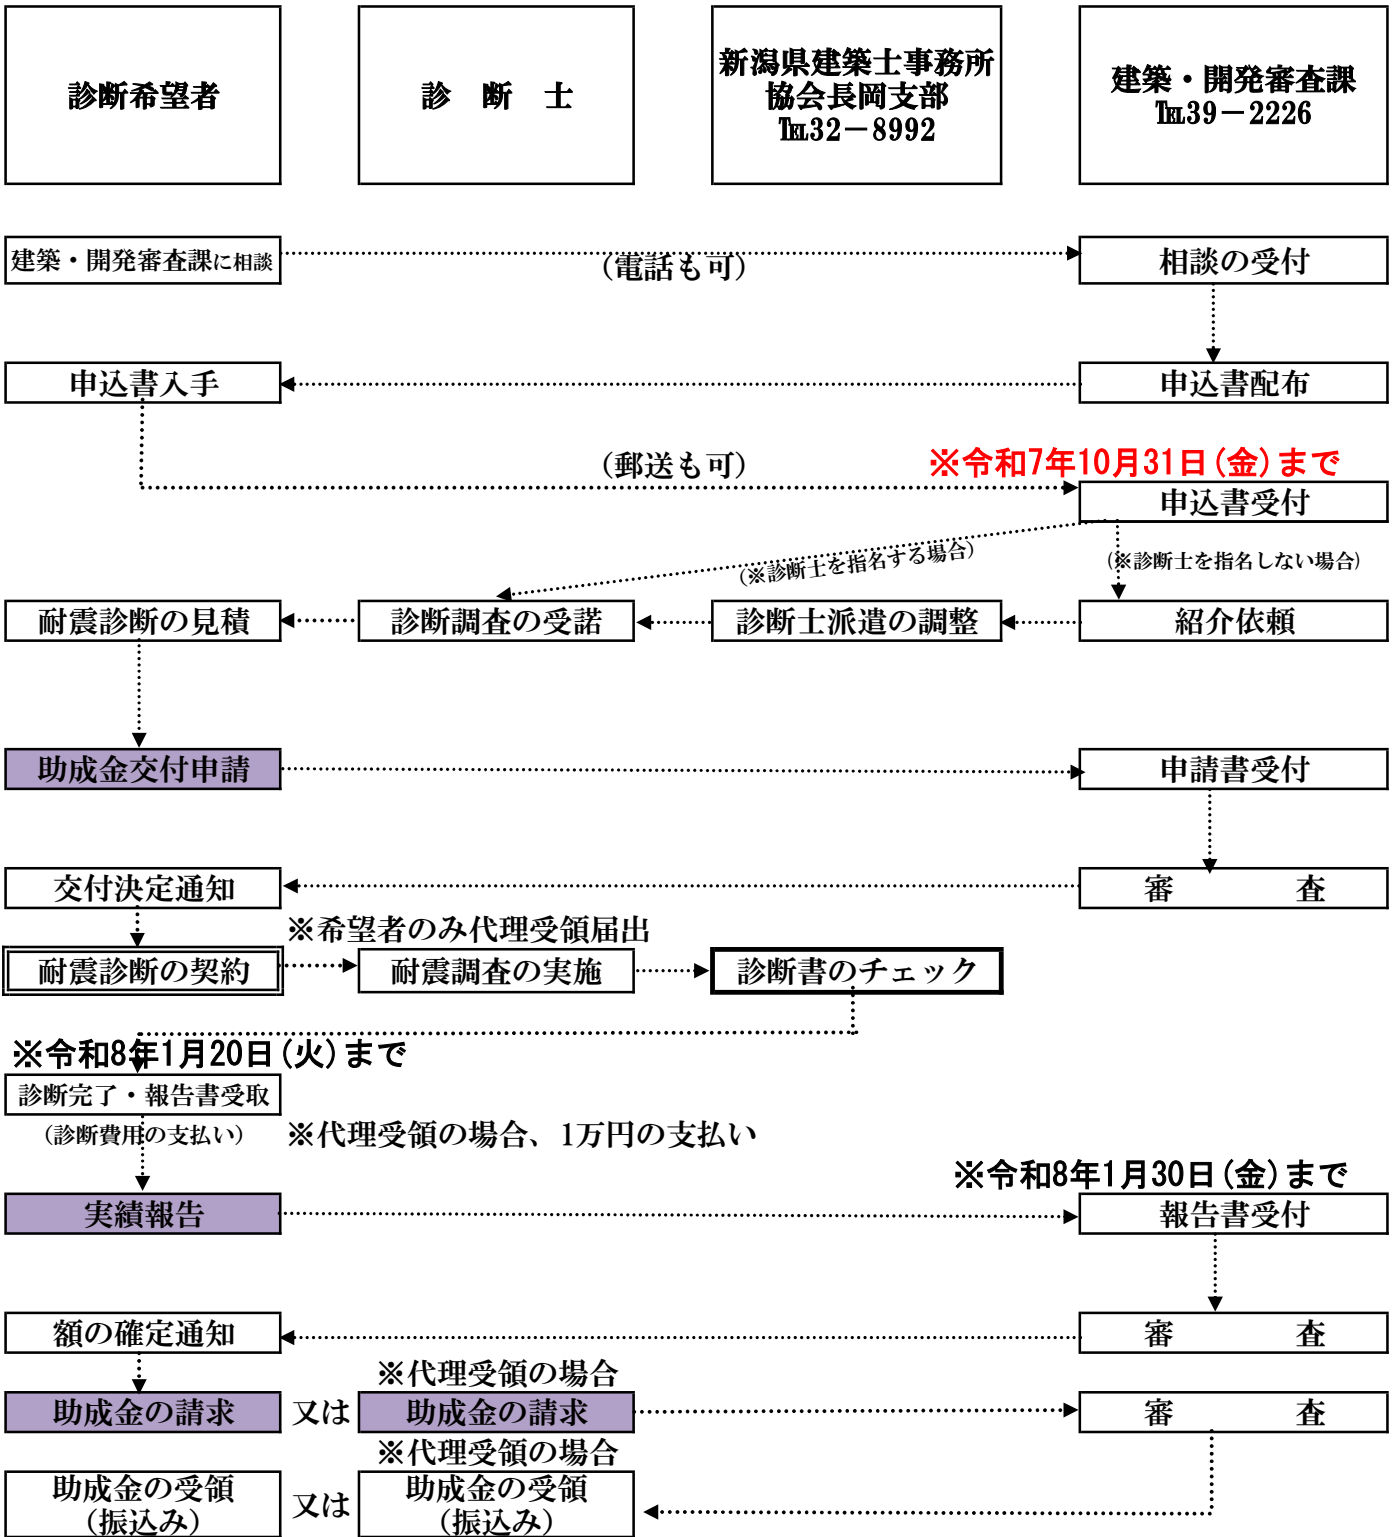 診断希望者
診　断　士
新潟県建築士事務所
協会長岡支部
℡32－8992
建築・開発審査課
℡39－2226
建築・開発審査課に相談
（電話も可）
相談の受付
申込書入手
申込書配布
（郵送も可）
※令和7年10月31日（金）まで
申込書受付
（※診断士を指名する場合）
（※診断士を指名しない場合）
耐震診断の見積
診断調査の受諾
診断士派遣の調整
紹介依頼
助成金交付申請
申請書受付
交付決定通知
審　　　　査
※希望者のみ代理受領届出
耐震診断の契約
耐震調査の実施
診断書のチェック
※令和8年1月20日（火）まで
診断完了・報告書受取
（診断費用の支払い）
※代理受領の場合、1万円の支払い
※令和8年1月30日（金）まで
実績報告
報告書受付
額の確定通知
審　　　　査
※代理受領の場合
助成金の請求
又は
助成金の請求
審　　　　査
※代理受領の場合
助成金の受領
（振込み）
又は
助成金の受領
（振込み）